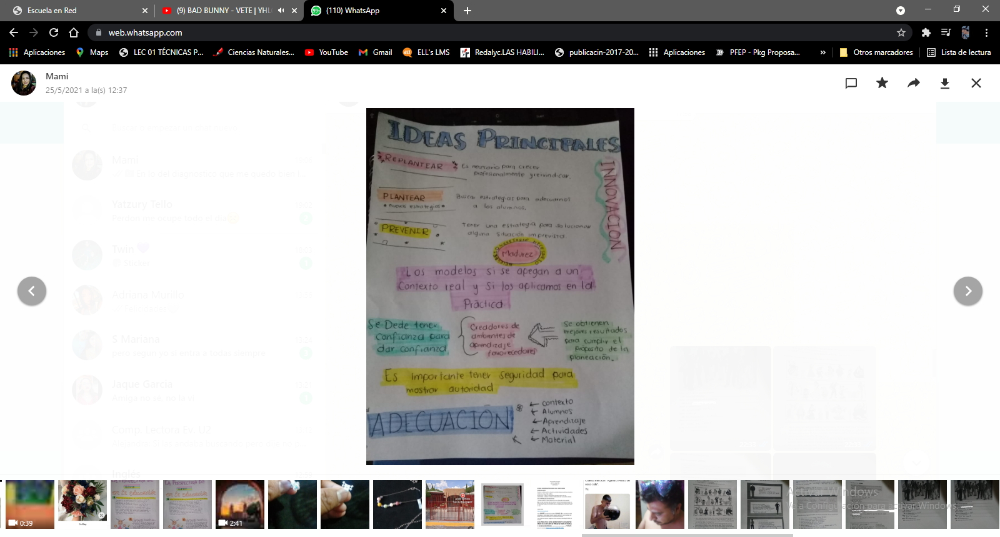 Escuela en Red
(9) BAD BUNNY - VETE | YHL
99+
(110) WhatsApp
web.whatsapp.com
Aplicaciones
Maps
LEC 01 TÉCNICAS P...
Ciencias Naturales...
YouTube
Gmail
ELL's LMS
Redalyc.LAS HABILI...
publicacin-2017-20...
Aplicaciones
PFEP - Pkg Proposa...
»
Otros marcadores
Lista de lectura
Mami
25/5/2021 a la(s) 12:37
Mami
En lo del diagnostico que me quedo bien l...
Yatzury Tello
Perdon me ocupe todo el dia
Twin
Sticker
Adriana Murillo
S Mariana
pero segun yo si entra a todas siempre
Jaque Garcia
Amiga no se, no la vi
Comp. Lectora Ev. U2
Inglés
IDEAS PRINCIPALES
REPLANTEAR
Es necesario para crecer
profesionalmente y reivindicar.
INNOVACION
PLANTEAR
• nuevas estrategias •
Buscar estrategias para adecuarnos
a los alumnos.
PREVENIR
Tener una estrategia para solucionar
alguna situación imprevista.
Madurez
Los modelos si se apegan a un
Contexto real y si los aplicamos en la
Práctica
Se Debe tener
Confianza para
dar confianza
Creadores de
ambientes de
aprendizaje
favorecedores
Se obtienen
mejores resultados
para cumplir el
propósito de la
planeación.
Es importante tener seguridad para
mostrar autoridad
ADECUACIÓN
contexto
Alumnos
Aprendizaje
Actividades
Material
0:39
2:41
Activar Windows
Ve a Configuración para activar Windows.